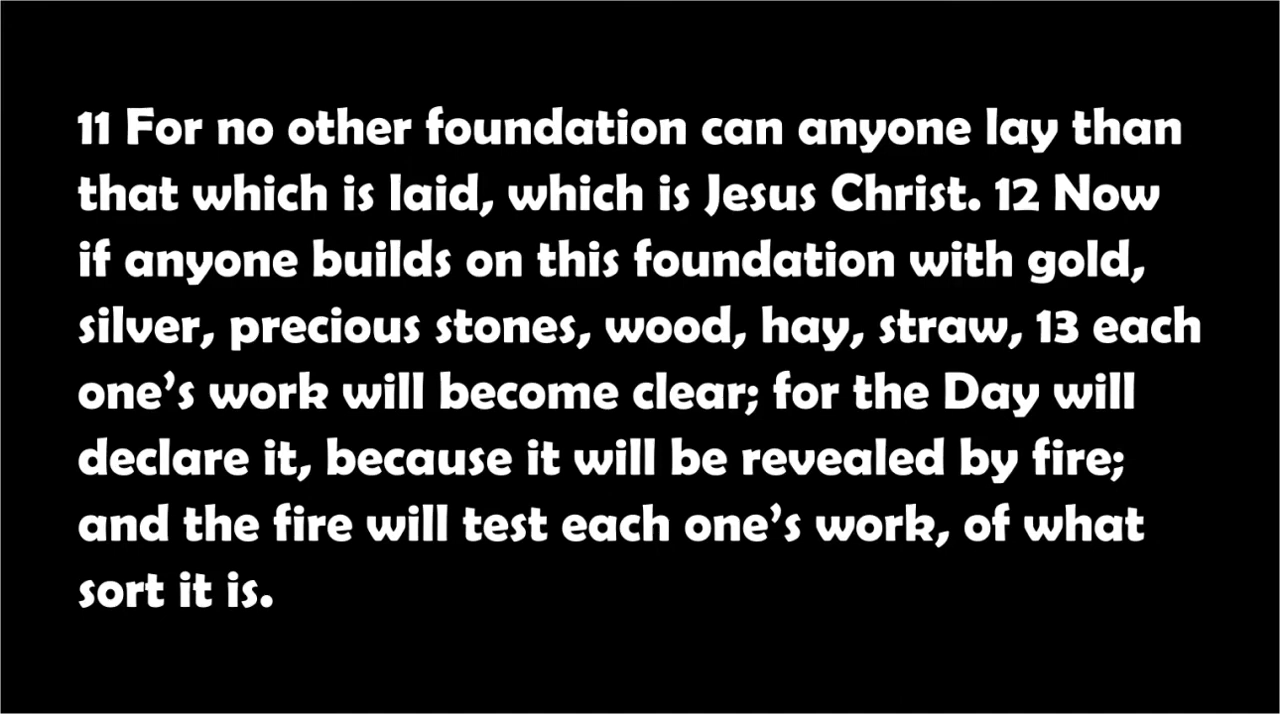 11 For no other foundation can anyone lay than
that which is laid, which is Jesus Christ. 12 Now
if anyone builds on this foundation with gold,
silver, precious stones, wood, hay, straw, 13 each
one’s work will become clear; for the Day will
declare it, because it will be revealed by fire;
and the fire will test each one’s work, of what
sort it is.